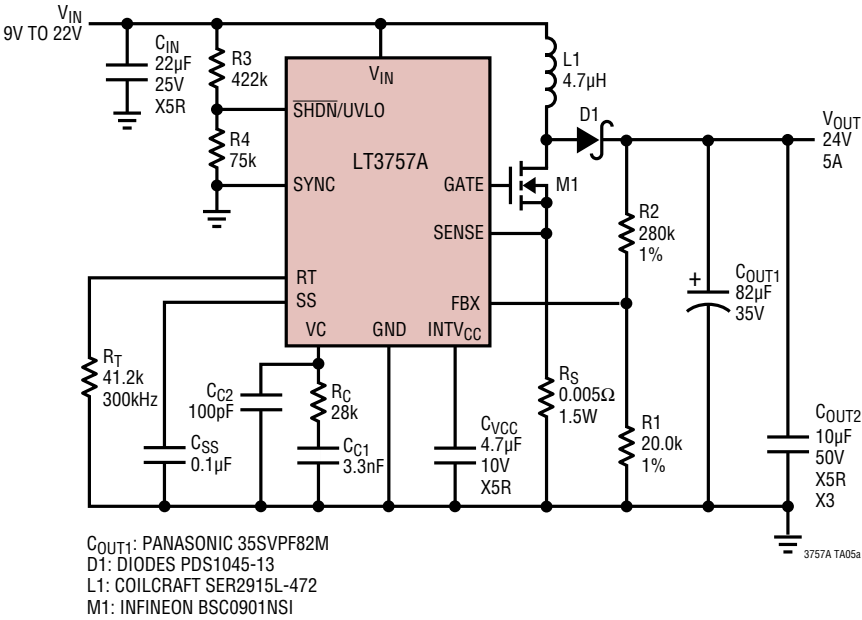 VIN
9V TO 22V
CIN
22µF
25V
X5R
R3
422k
R4
75k
VIN
SHDN/UVLO
LT3757A
SYNC
GATE
SENSE
RT
SS
FBX
VC
GND
INTVCC
L1
4.7µH
D1
M1
VOUT
24V
5A
R2
280k
1%
+
COUT1
82µF
35V
RT
41.2k
300kHz
CC2
100pF
RC
28k
CSS
0.1µF
CC1
3.3nF
CVCC
4.7µF
10V
X5R
RS
0.005Ω
1.5W
R1
20.0k
1%
COUT2
10µF
50V
X5R
X3
3757A TA05a
COUT1: PANASONIC 35SVPF82M
D1: DIODES PDS1045-13
L1: COILCRAFT SER2915L-472
M1: INFINEON BSC0901NSI